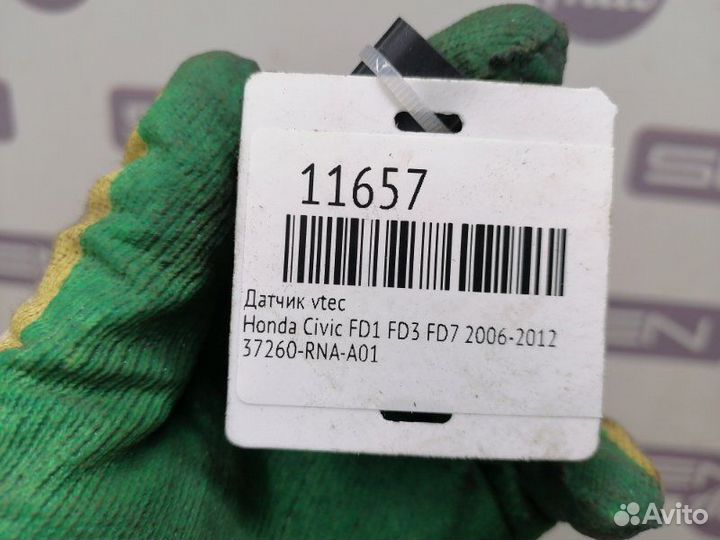 11657
Датчик vtec
Honda Civic FD1 FD3 FD7 2006-2012
37260-RNA-A01
Avito